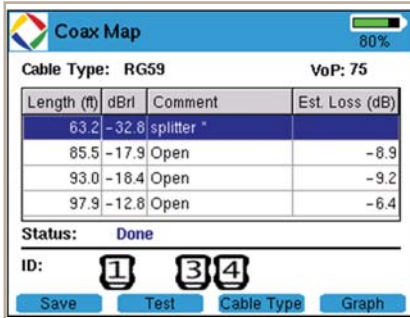 Coax Map
80%
Cable Type: RG59 VoP: 75
Length (ft) dBrl Comment Est. Loss (dB)
63.2 -32.8 splitter *
85.5 -17.9 Open -8.9
93.0 -18.4 Open -9.2
97.9 -12.8 Open -6.4
Status: Done
ID: 1 3 4
Save Test Cable Type Graph